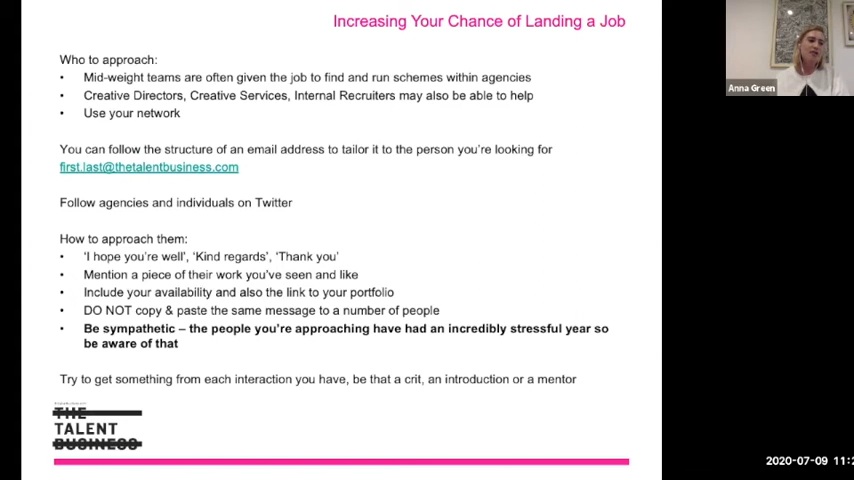 Increasing Your Chance of Landing a Job
Who to approach:
• Mid-weight teams are often given the job to find and run schemes within agencies
• Creative Directors, Creative Services, Internal Recruiters may also be able to help
• Use your network
You can follow the structure of an email address to tailor it to the person you're looking for
first.last@thetalentbusiness.com
Follow agencies and individuals on Twitter
How to approach them:
• 'I hope you're well', 'Kind regards', 'Thank you'
• Mention a piece of their work you've seen and like
• Include your availability and also the link to your portfolio
• DO NOT copy & paste the same message to a number of people
• Be sympathetic – the people you're approaching have had an incredibly stressful year so
be aware of that
Try to get something from each interaction you have, be that a crit, an introduction or a mentor
THE
TALENT
BUSINESS
Anna Green
2020-07-09 11:2